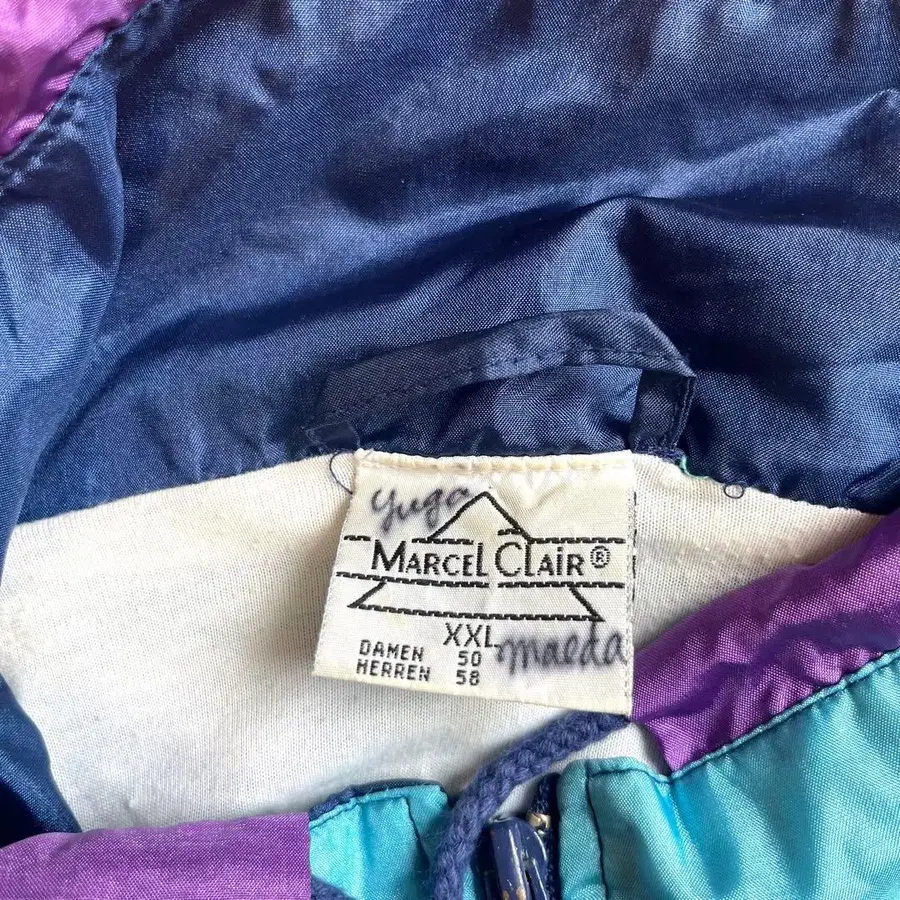 yuga
MARCEL CLAIR®
XXL
DAMEN 50
HERREN 58
maeda